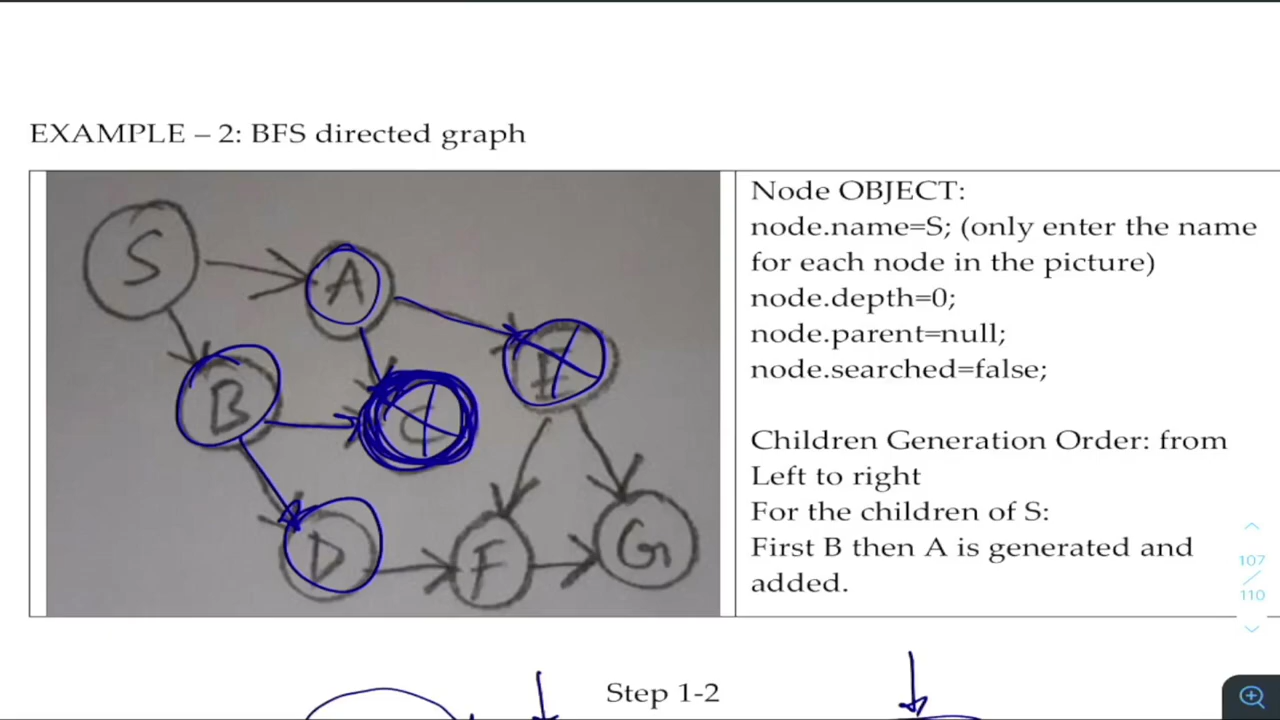 EXAMPLE – 2: BFS directed graph
S
A
B
C
E
D
F
G
Node OBJECT:
node.name=S; (only enter the name
for each node in the picture)
node.depth=0;
node.parent=null;
node.searched=false;
Children Generation Order: from
Left to right
For the children of S:
First B then A is generated and
added.
107
/
110
Step 1-2